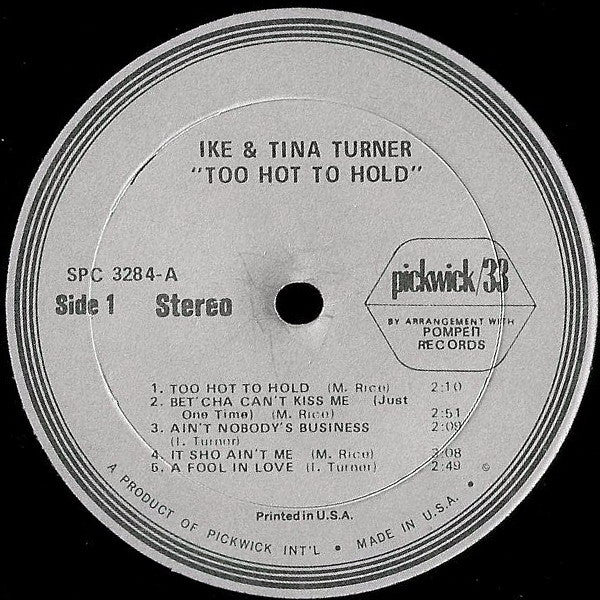 IKE & TINA TURNER
"TOO HOT TO HOLD"
SPC 3284-A
Side 1 Stereo
pickwick/33
BY ARRANGEMENT WITH
POMPEII
RECORDS
1. TOO HOT TO HOLD (M. Rice) 2:10
2. BET'CHA CAN'T KISS ME (Just
One Time) (M. Rice) 2:51
3. AIN'T NOBODY'S BUSINESS 2:09
(I. Turner)
4. IT SHO AIN'T ME (M. Rice) 3:08
5. A FOOL IN LOVE (I. Turner) 2:49 ©
Printed in U.S.A.
A PRODUCT OF PICKWICK INT'L • MADE IN U.S.A. •